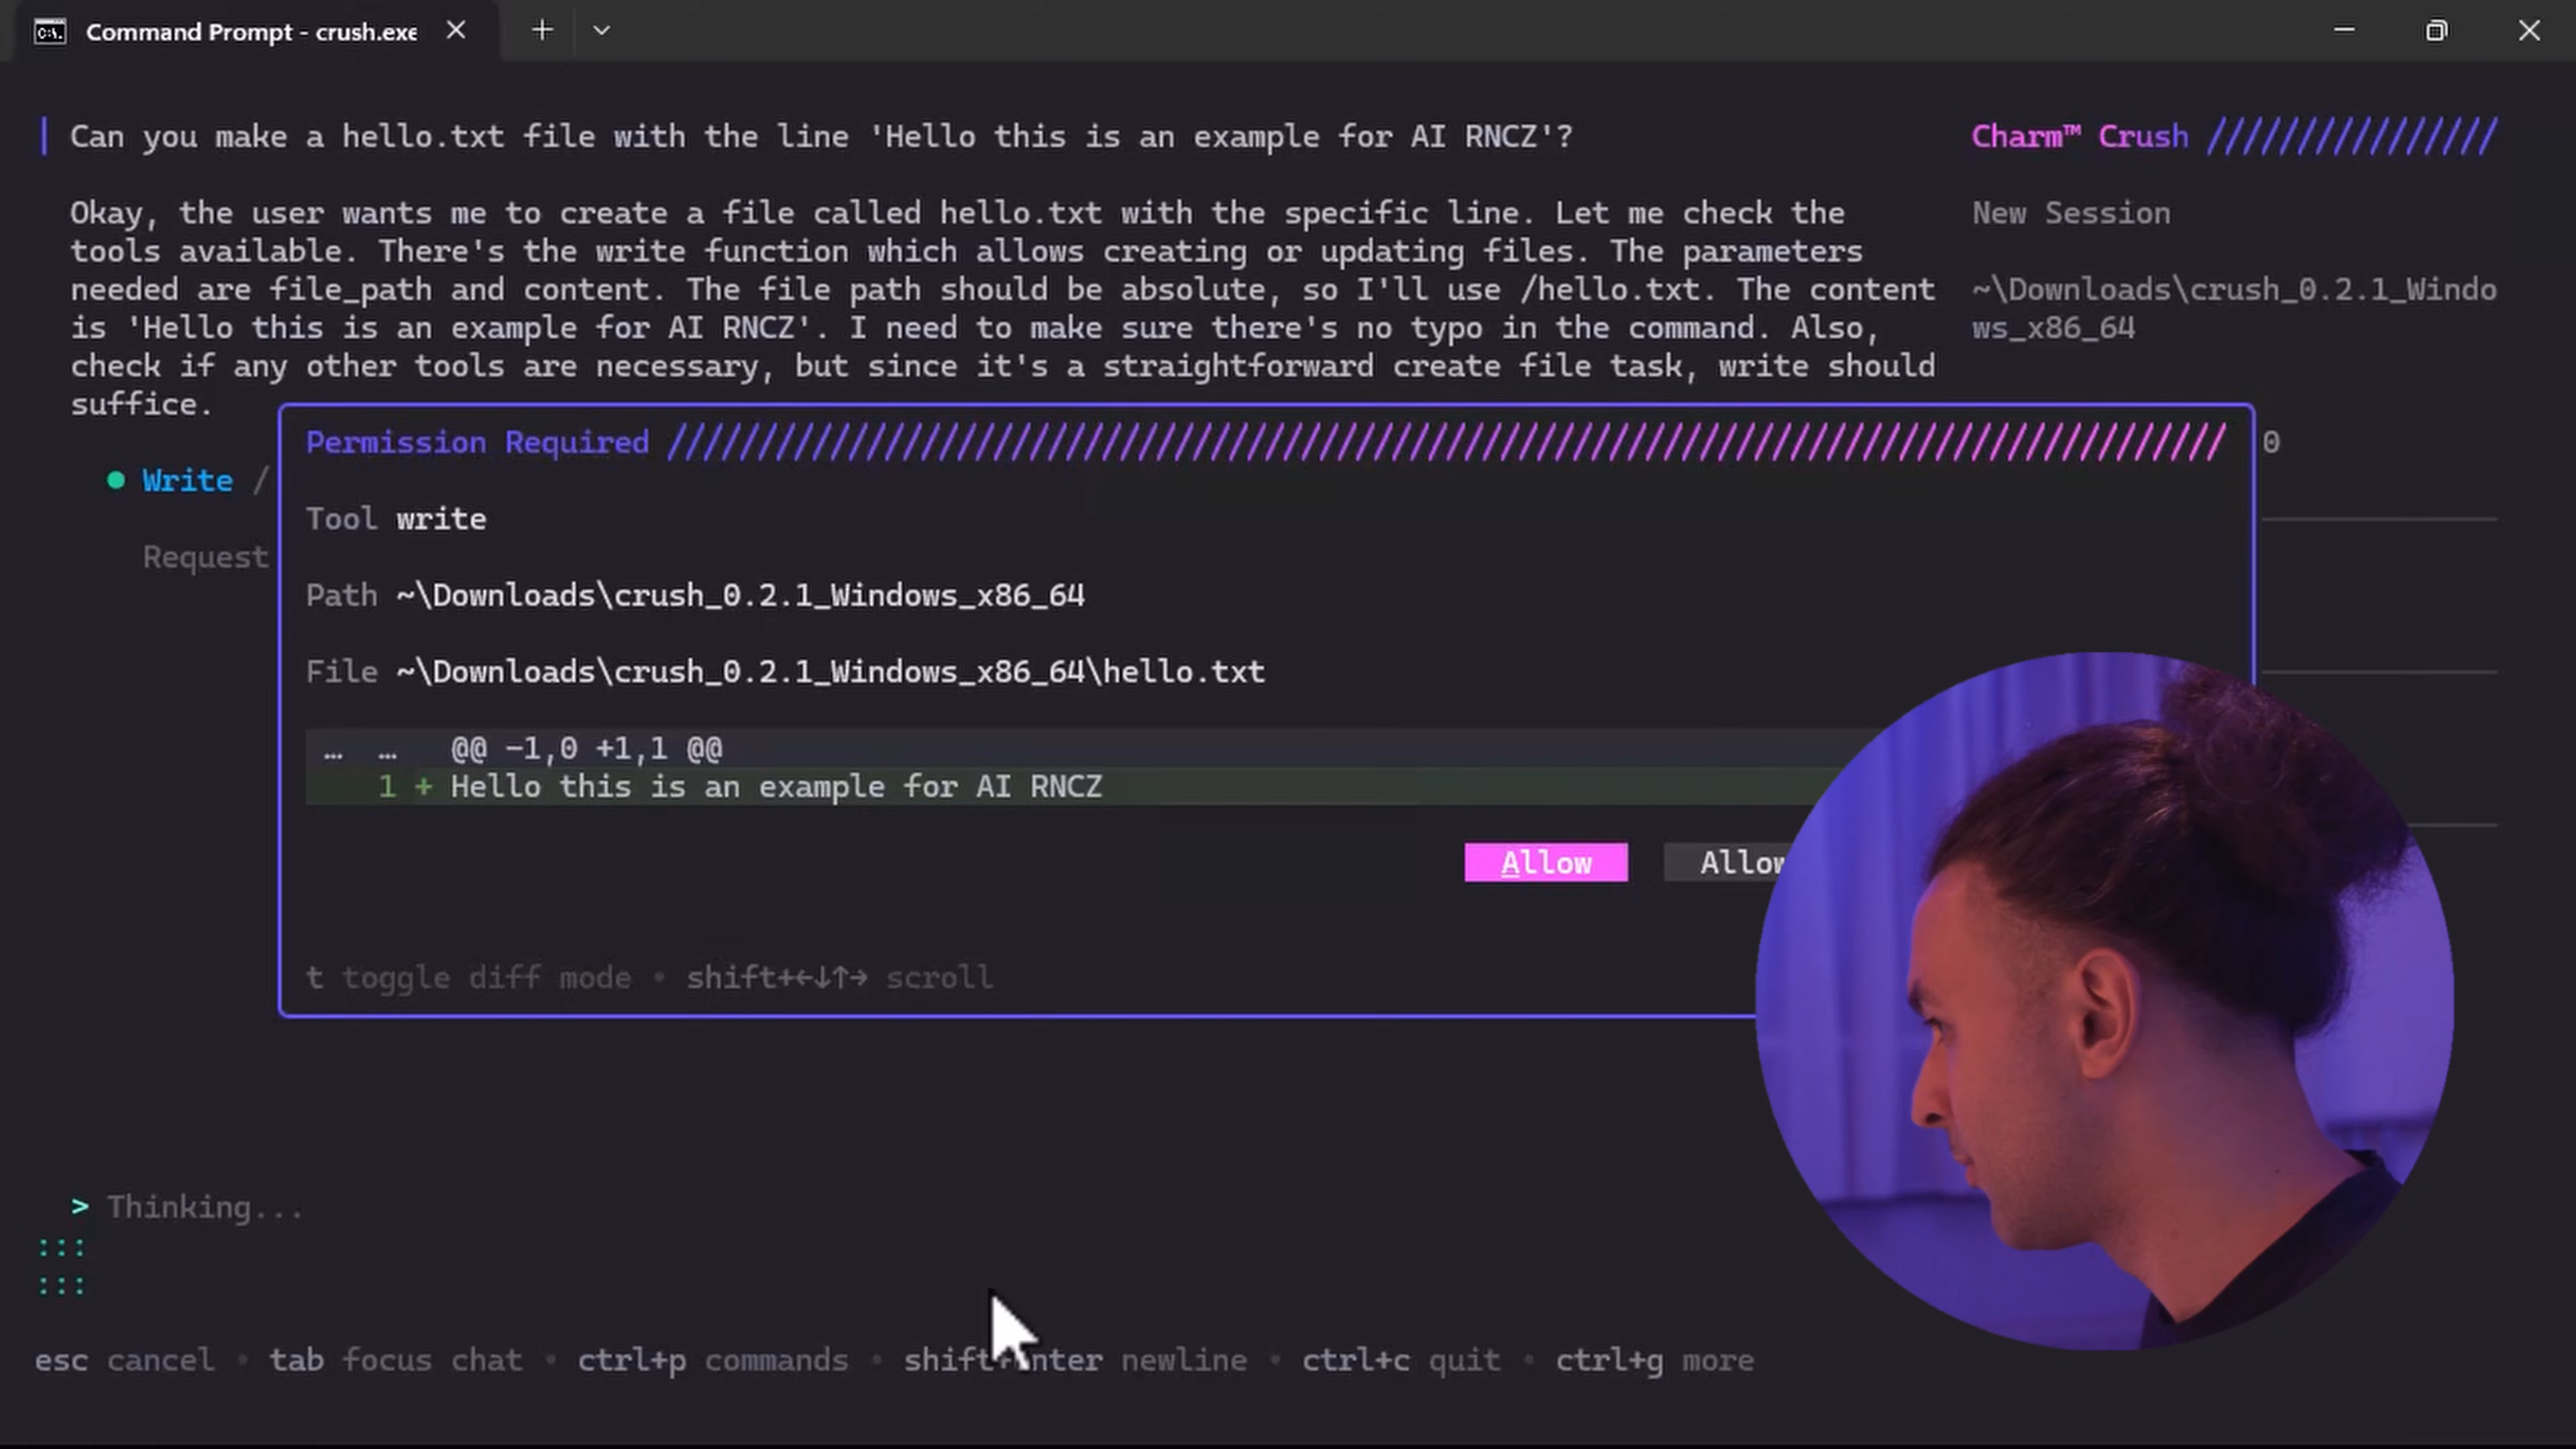 Command Prompt - crush.exe
Can you make a hello.txt file with the line 'Hello this is an example for AI RNCZ'?
Charm™ Crush
Okay, the user wants me to create a file called hello.txt with the specific line. Let me check the
tools available. There's the write function which allows creating or updating files. The parameters
needed are file_path and content. The file path should be absolute, so I'll use /hello.txt. The content
is 'Hello this is an example for AI RNCZ'. I need to make sure there's no typo in the command. Also,
check if any other tools are necessary, but since it's a straightforward create file task, write should
suffice.
New Session
~\Downloads\crush_0.2.1_Windo
ws_x86_64
Permission Required
0
Write /
Tool write
Request
Path ~\Downloads\crush_0.2.1_Windows_x86_64
File ~\Downloads\crush_0.2.1_Windows_x86_64\hello.txt
… … @@ -1,0 +1,1 @@
1 + Hello this is an example for AI RNCZ
Allow Allow
t toggle diff mode • shift+←↓↑→ scroll
> Thinking...
:::
:::
esc cancel • tab focus chat • ctrl+p commands • shift+enter newline • ctrl+c quit • ctrl+g more